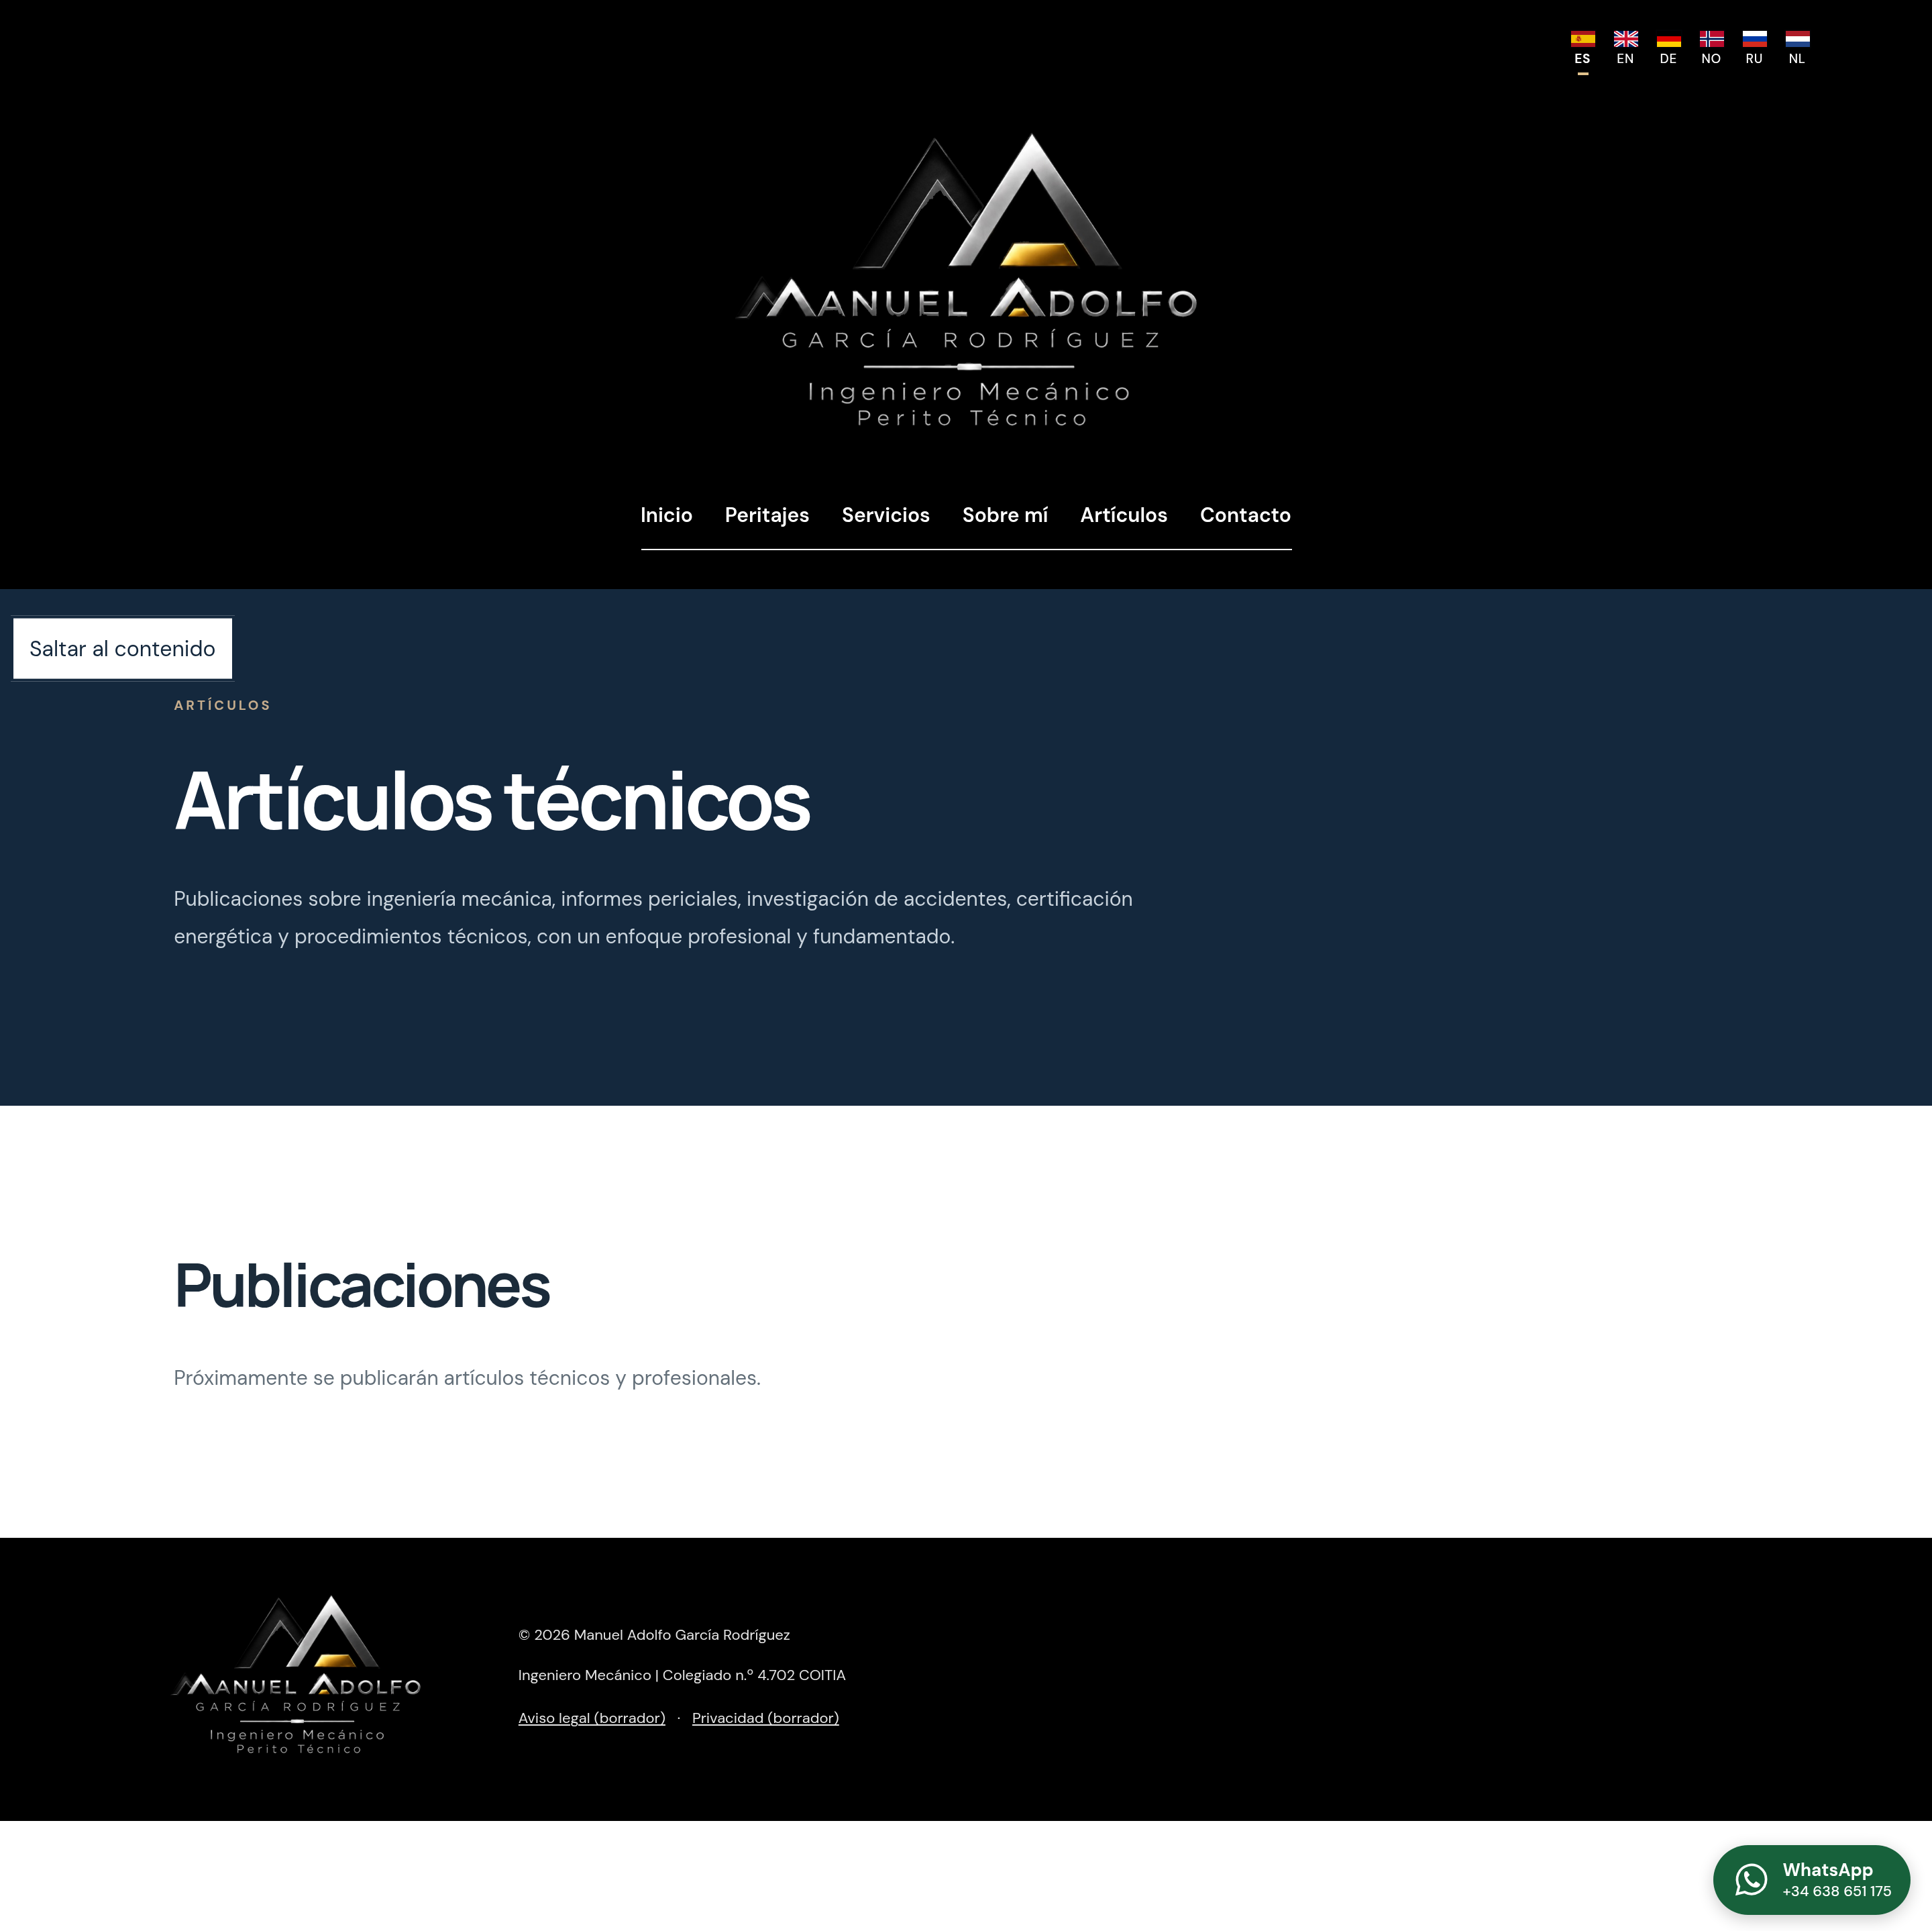 ES EN DE NO RU NL
MANUEL ADOLFO
GARCÍA RODRÍGUEZ
Ingeniero Mecánico
Perito Técnico
Inicio Peritajes Servicios Sobre mí Artículos Contacto
Saltar al contenido
ARTÍCULOS
Artículos técnicos
Publicaciones sobre ingeniería mecánica, informes periciales, investigación de accidentes, certificación
energética y procedimientos técnicos, con un enfoque profesional y fundamentado.
Publicaciones
Próximamente se publicarán artículos técnicos y profesionales.
MANUEL ADOLFO
GARCÍA RODRÍGUEZ
Ingeniero Mecánico
Perito Técnico
© 2026 Manuel Adolfo García Rodríguez
Ingeniero Mecánico | Colegiado n.º 4.702 COITIA
Aviso legal (borrador) · Privacidad (borrador)
WhatsApp
+34 638 651 175